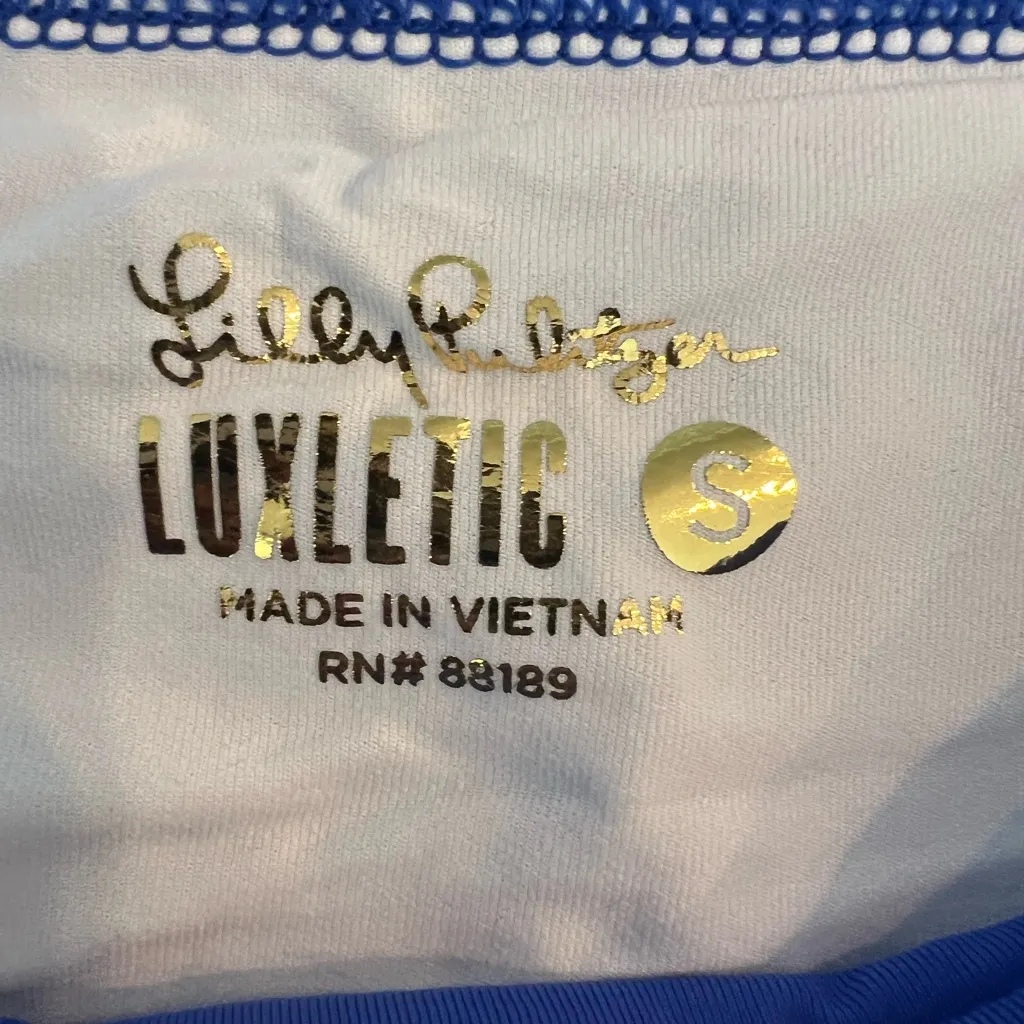 Lilly Pulitzer
LUXLETIC S
MADE IN VIETNAM
RN# 88189